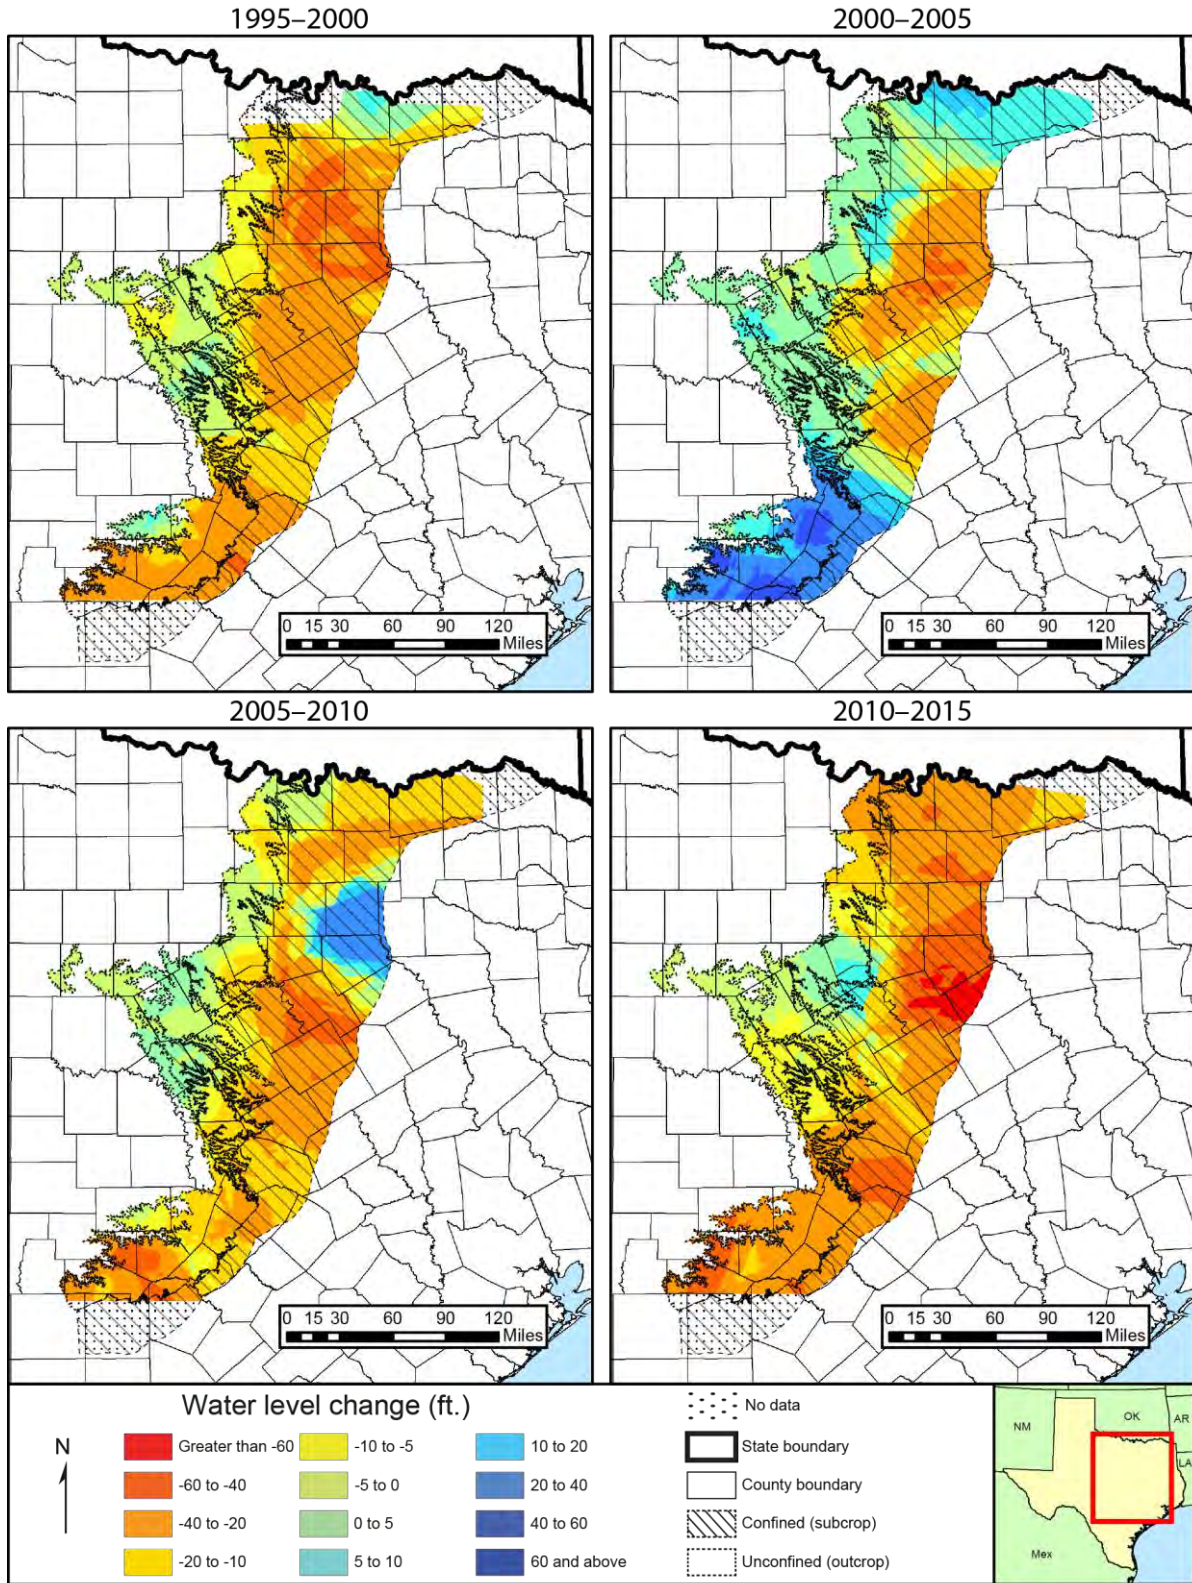 1995–2000
2000–2005
0 15 30 60 90 120
Miles
0 15 30 60 90 120
Miles
2005–2010
2010–2015
0 15 30 60 90 120
Miles
0 15 30 60 90 120
Miles
Water level change (ft.)
N
Greater than -60
-60 to -40
-40 to -20
-20 to -10
-10 to -5
-5 to 0
0 to 5
5 to 10
10 to 20
20 to 40
40 to 60
60 and above
No data
State boundary
County boundary
Confined (subcrop)
Unconfined (outcrop)
NM
OK
AR
LA
Mex